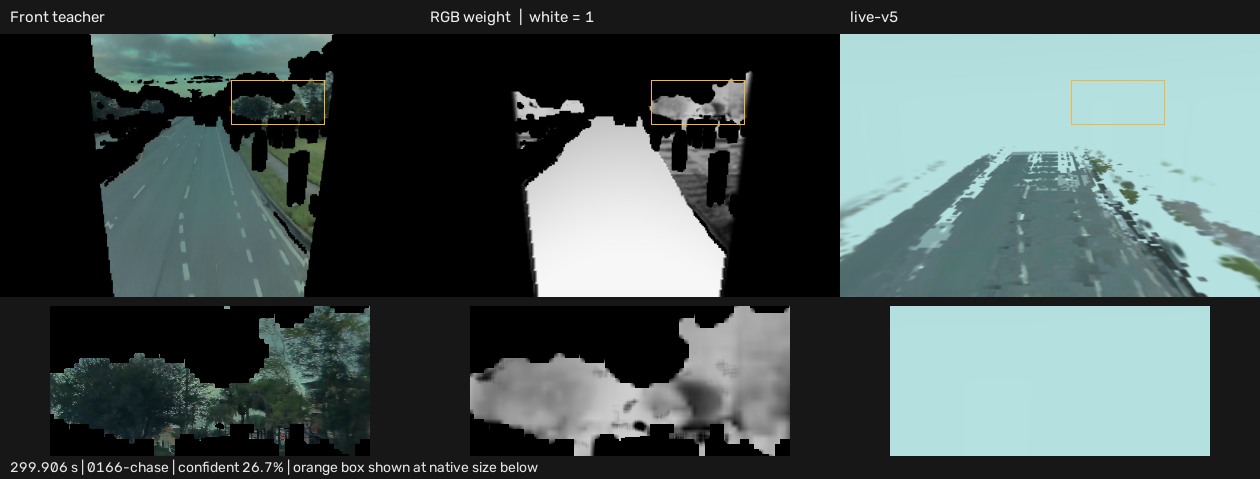 Front teacher
RGB weight | white = 1
live-v5
299.906 s | 0166-chase | confident 26.7% | orange box shown at native size below